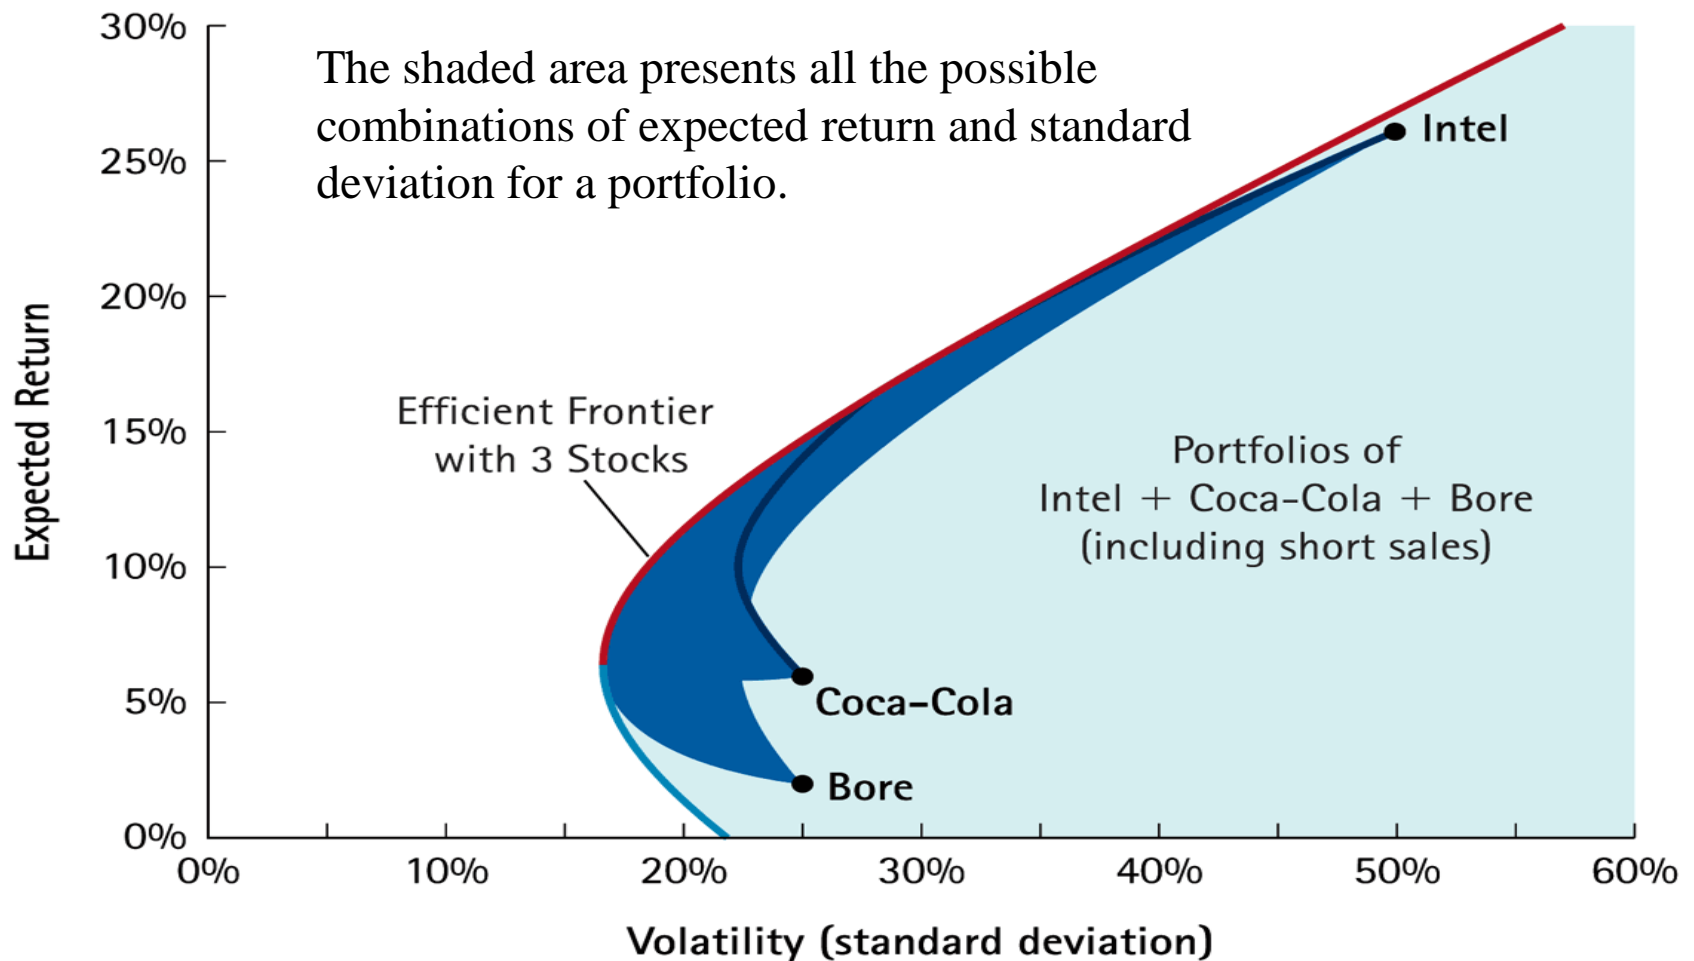 30%
25%
20%
15%
10%
5%
0%
Expected Return
The shaded area presents all the possible
combinations of expected return and standard
deviation for a portfolio.
Intel
Efficient Frontier
with 3 Stocks
Portfolios of
Intel + Coca-Cola + Bore
(including short sales)
Coca-Cola
Bore
0% 10% 20% 30% 40% 50% 60%
Volatility (standard deviation)